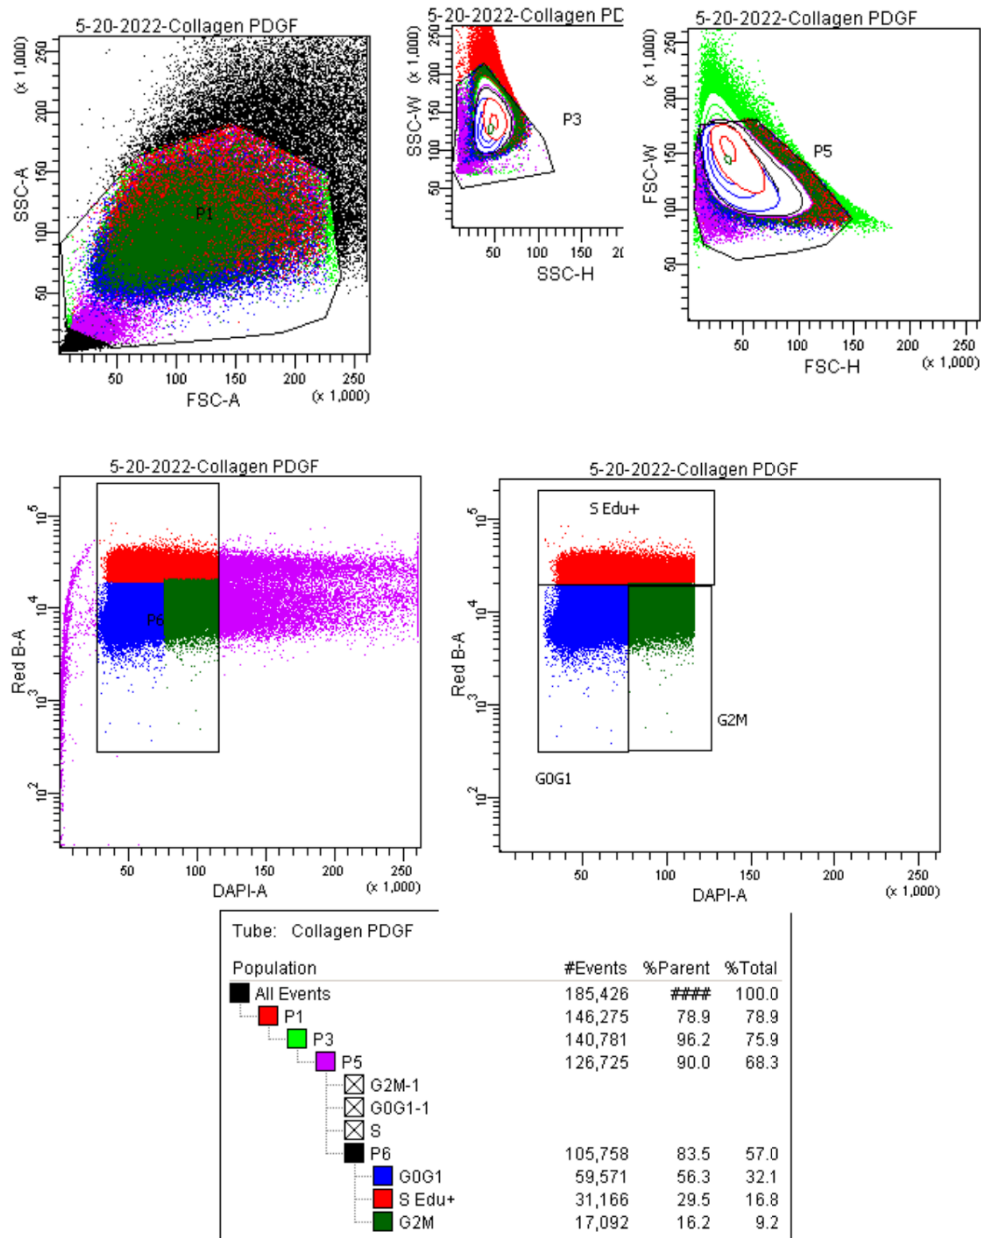 5-20-2022-Collagen PDGF
SSC-A
(x 1,000)
50 100 150 200 250
P1
50 100 150 200 250
FSC-A
(x 1,000)
5-20-2022-Collagen PD
SSC-W
(x 1,000)
50 100 150 200 250
P3
50 100 150 20
SSC-H
(x 1,000)
5-20-2022-Collagen PDGF
FSC-W
(x 1,000)
50 100 150 200 250
P5
50 100 150 200 250
FSC-H
(x 1,000)
5-20-2022-Collagen PDGF
Red B-A
10^2 10^3 10^4 10^5
P6
50 100 150 200 250
DAPI-A
(x 1,000)
5-20-2022-Collagen PDGF
Red B-A
10^2 10^3 10^4 10^5
S Edu+
G2M
G0G1
50 100 150 200 250
DAPI-A
(x 1,000)
Tube: Collagen PDGF
Population #Events %Parent %Total
All Events 185,426 #### 100.0
P1 146,275 78.9 78.9
P3 140,781 96.2 75.9
P5 126,725 90.0 68.3
G2M-1
G0G1-1
S
P6 105,758 83.5 57.0
G0G1 59,571 56.3 32.1
S Edu+ 31,166 29.5 16.8
G2M 17,092 16.2 9.2